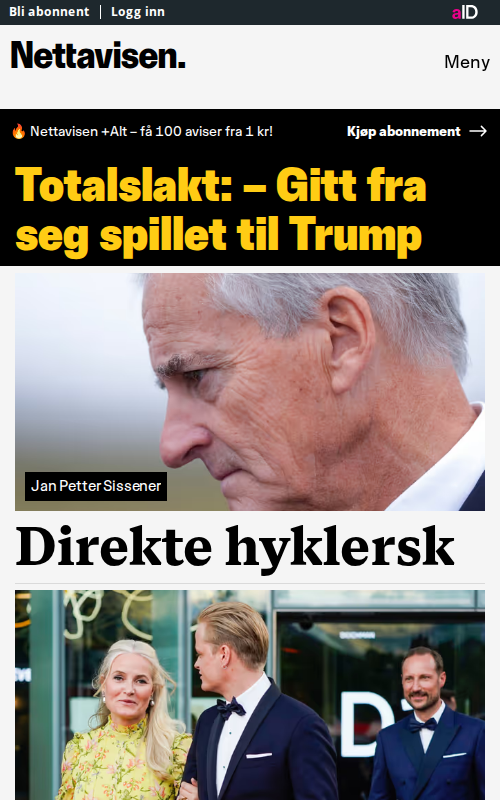 Bli abonnent | Logg inn
aID
Nettavisen.
Meny
🔥 Nettavisen +Alt – få 100 aviser fra 1 kr!
Kjøp abonnement →
Totalslakt: – Gitt fra
seg spillet til Trump
Jan Petter Sissener
Direkte hyklersk